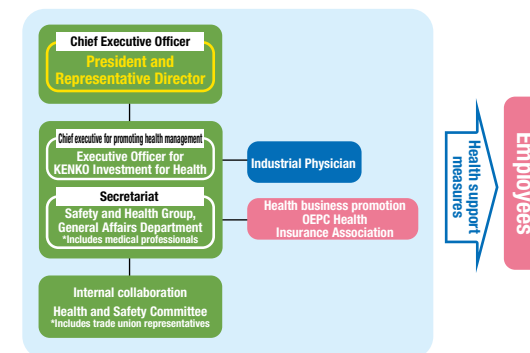 Chief Executive Officer
President and
Representative Director
Chief executive for promoting health management
Executive Officer for
KENKO Investment for Health
Industrial Physician
Secretariat
Safety and Health Group,
General Affairs Department
*Includes medical professionals
Health business promotion
OEPC Health
Insurance Association
Internal collaboration
Health and Safety Committee
*Includes trade union representatives
Health support
measures
Employees